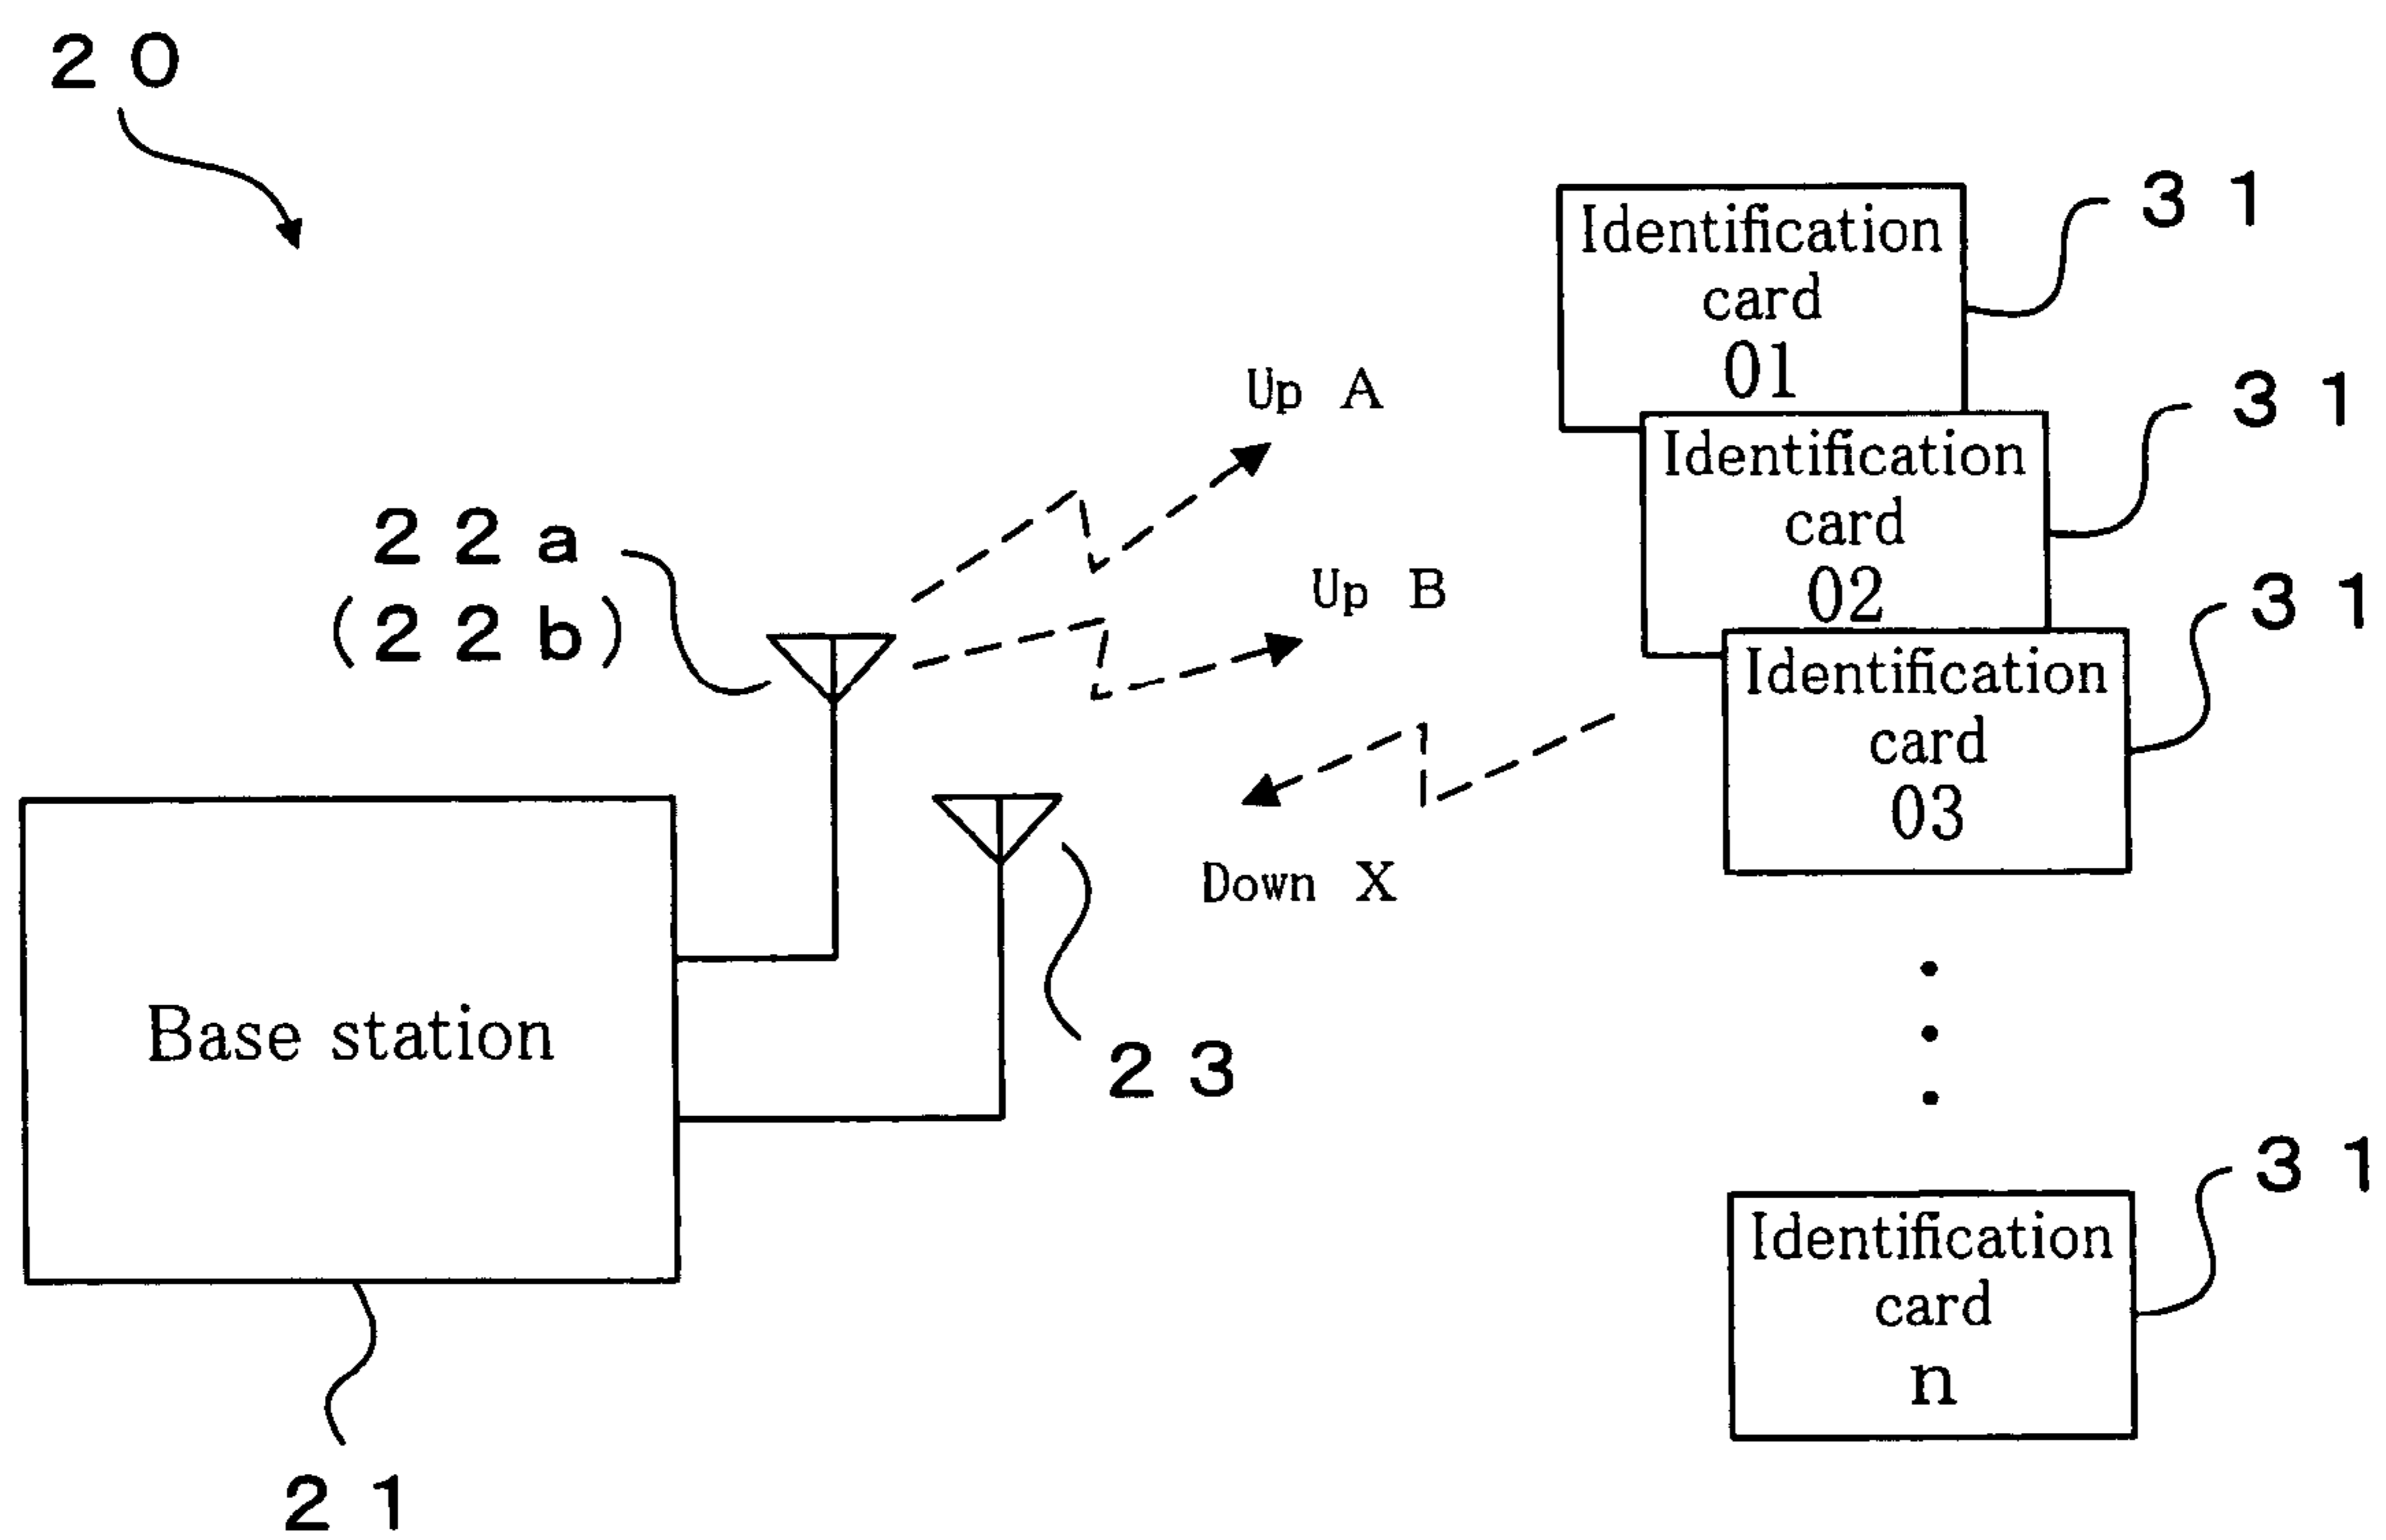 20
31
Identification
card
01
31
Identification
card
02
31
Identification
card
03
Up A
22a
(22b)
Up B
Down X
Base station
23
31
Identification
card
n
21